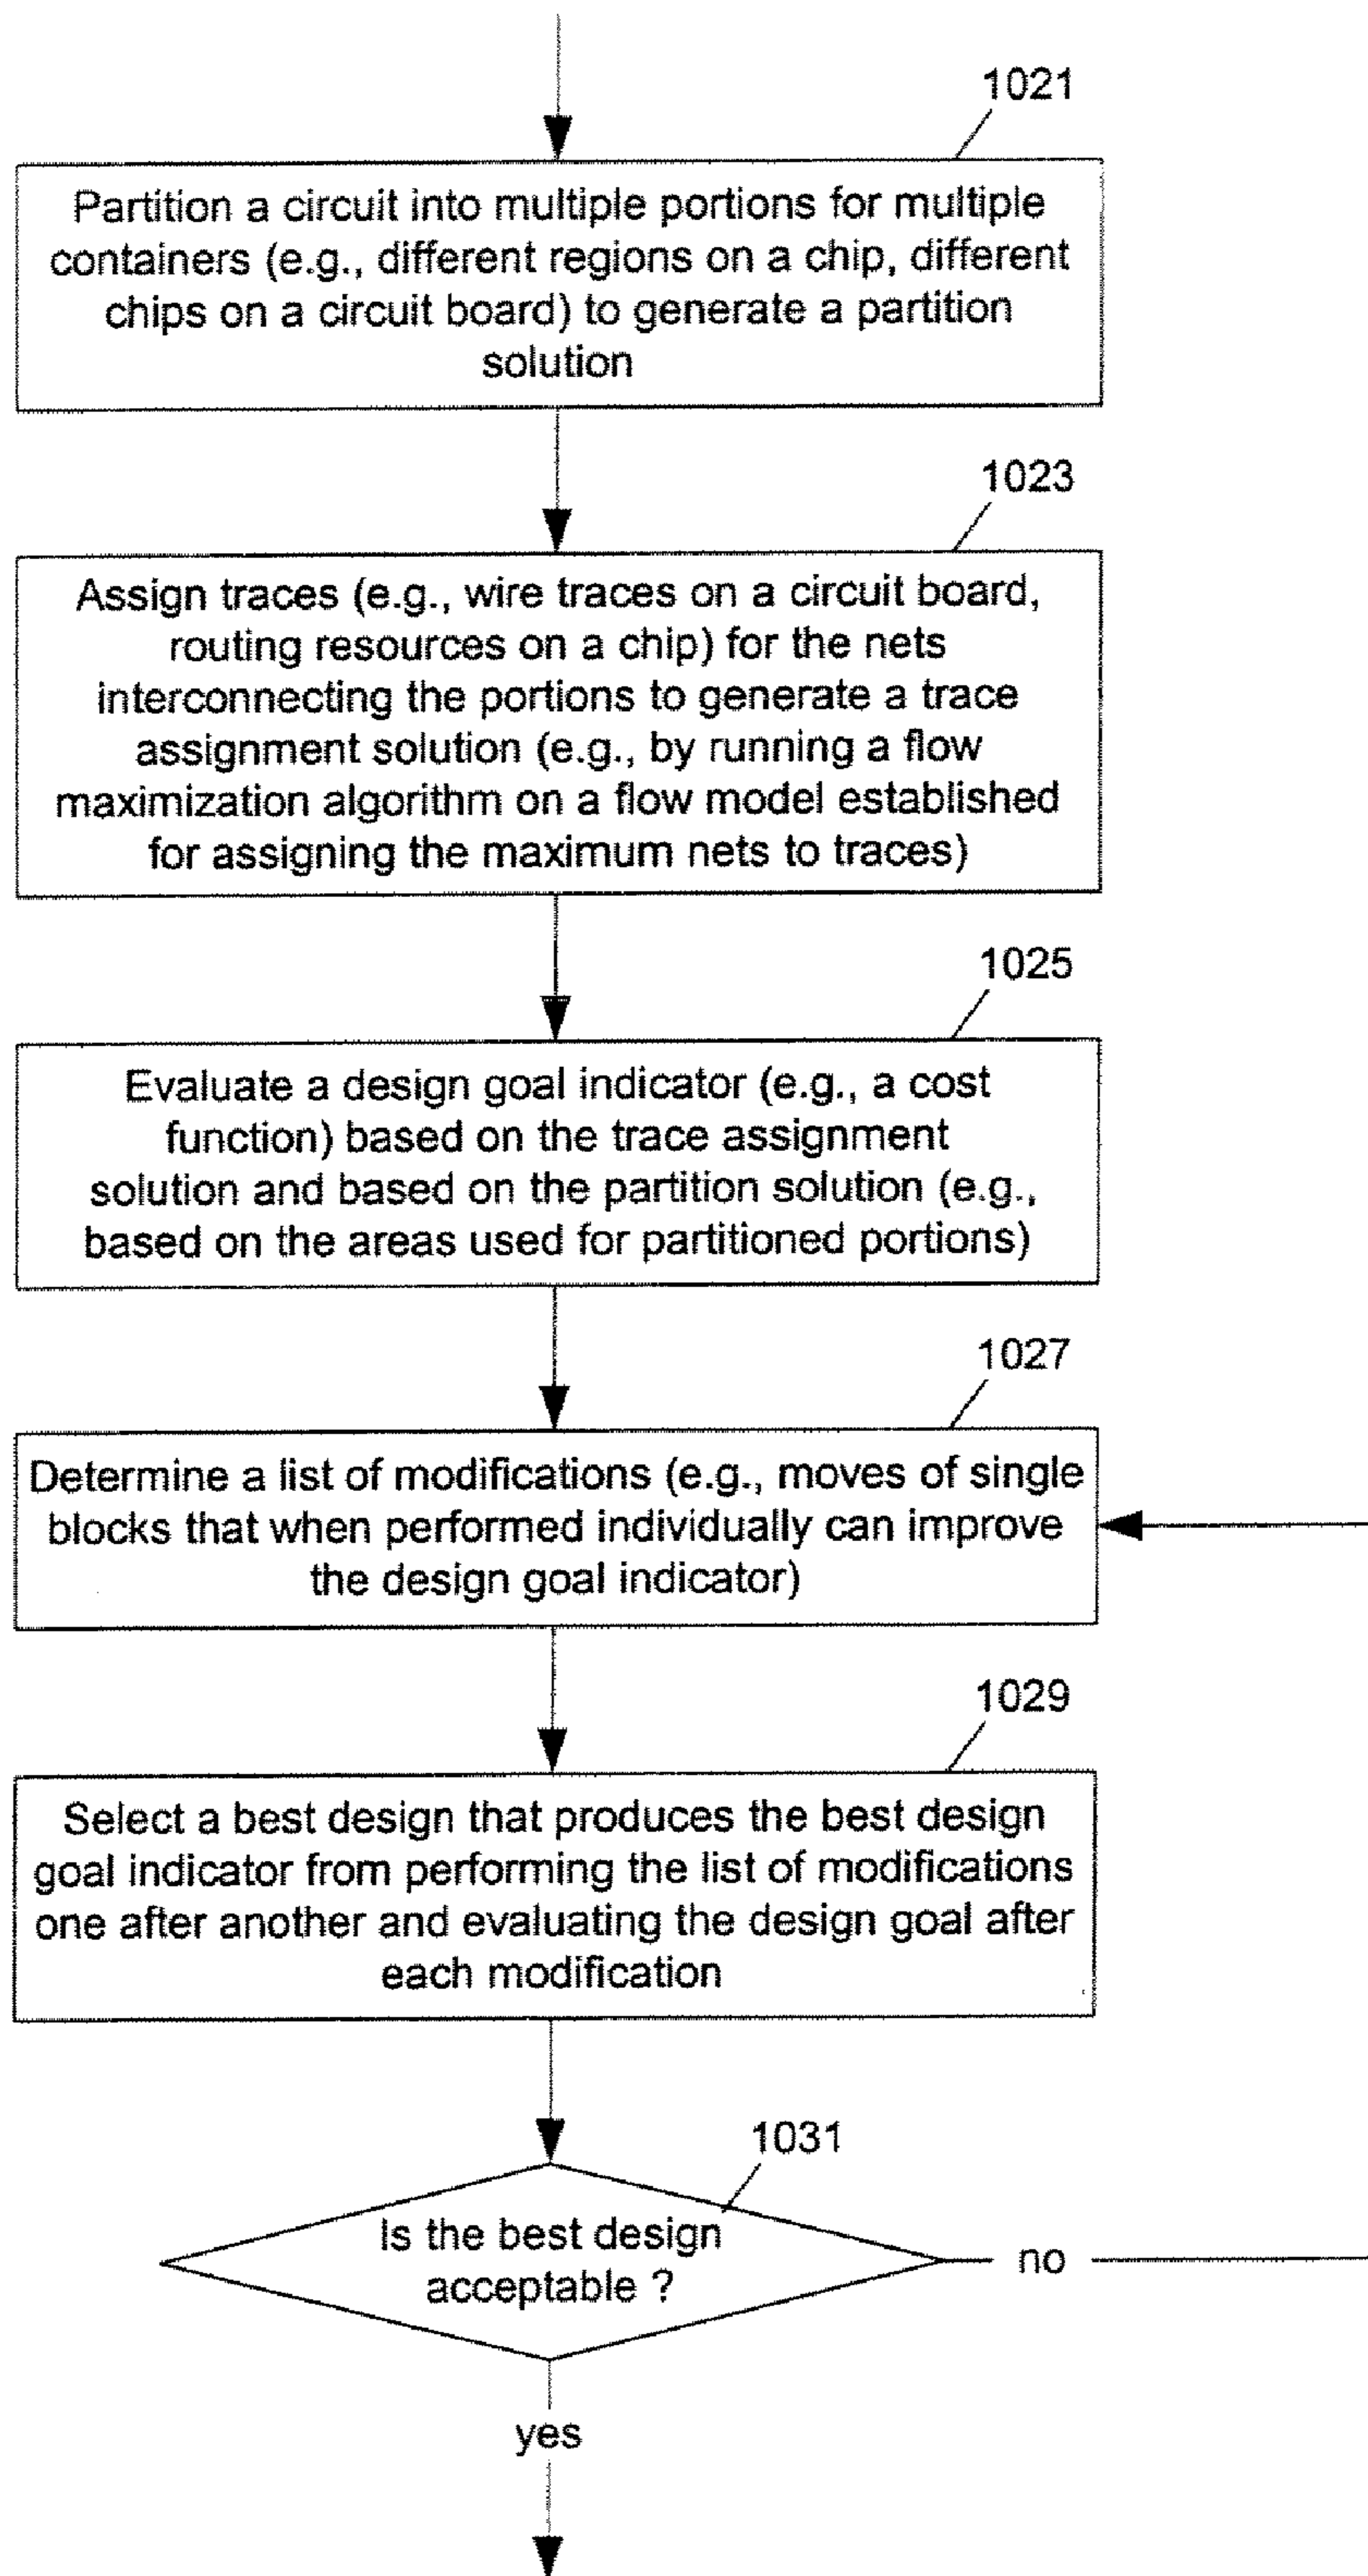 1021
Partition a circuit into multiple portions for multiple
containers (e.g., different regions on a chip, different
chips on a circuit board) to generate a partition
solution
1023
Assign traces (e.g., wire traces on a circuit board,
routing resources on a chip) for the nets
interconnecting the portions to generate a trace
assignment solution (e.g., by running a flow
maximization algorithm on a flow model established
for assigning the maximum nets to traces)
1025
Evaluate a design goal indicator (e.g., a cost
function) based on the trace assignment
solution and based on the partition solution (e.g.,
based on the areas used for partitioned portions)
1027
Determine a list of modifications (e.g., moves of single
blocks that when performed individually can improve
the design goal indicator)
1029
Select a best design that produces the best design
goal indicator from performing the list of modifications
one after another and evaluating the design goal after
each modification
1031
Is the best design
acceptable ?
no
yes